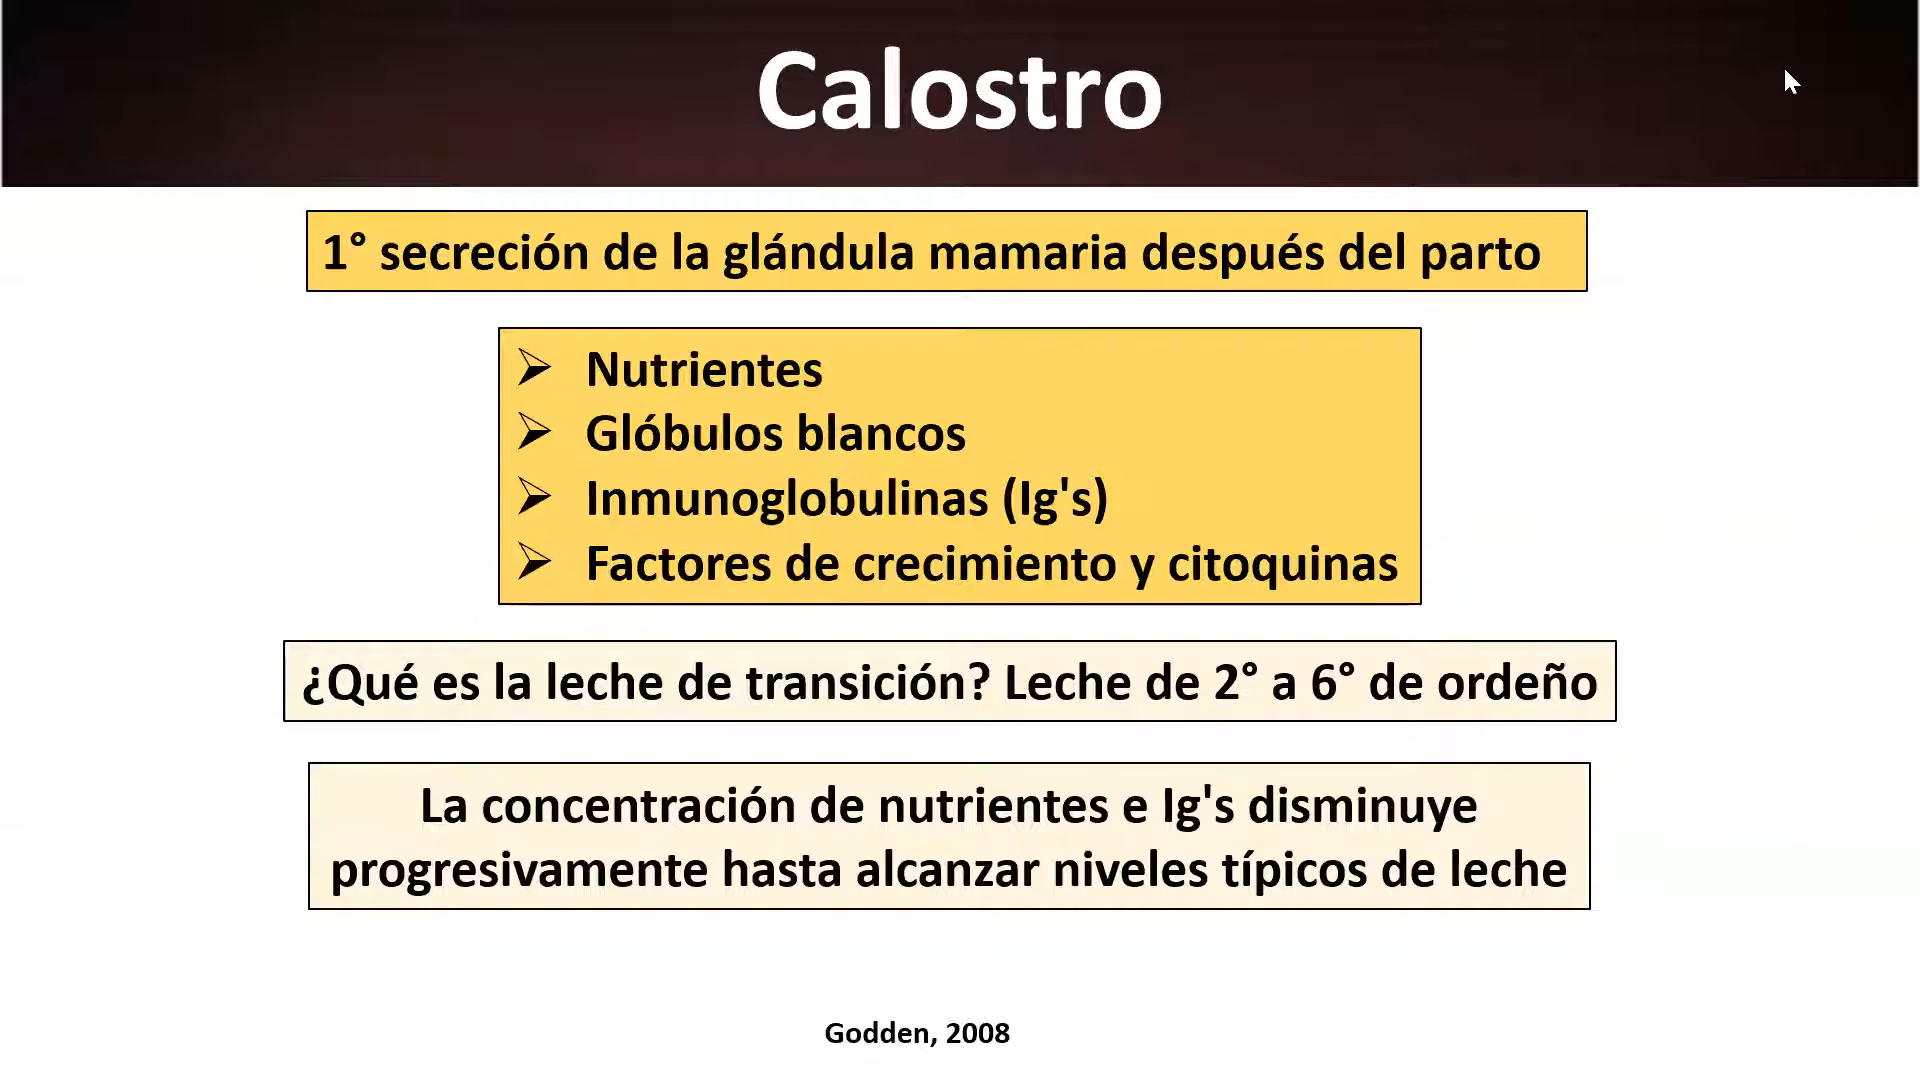 Calostro
1° secreción de la glándula mamaria después del parto
➢ Nutrientes
➢ Glóbulos blancos
➢ Inmunoglobulinas (Ig's)
➢ Factores de crecimiento y citoquinas
¿Qué es la leche de transición? Leche de 2° a 6° de ordeño
La concentración de nutrientes e Ig's disminuye
progresivamente hasta alcanzar niveles típicos de leche
Godden, 2008